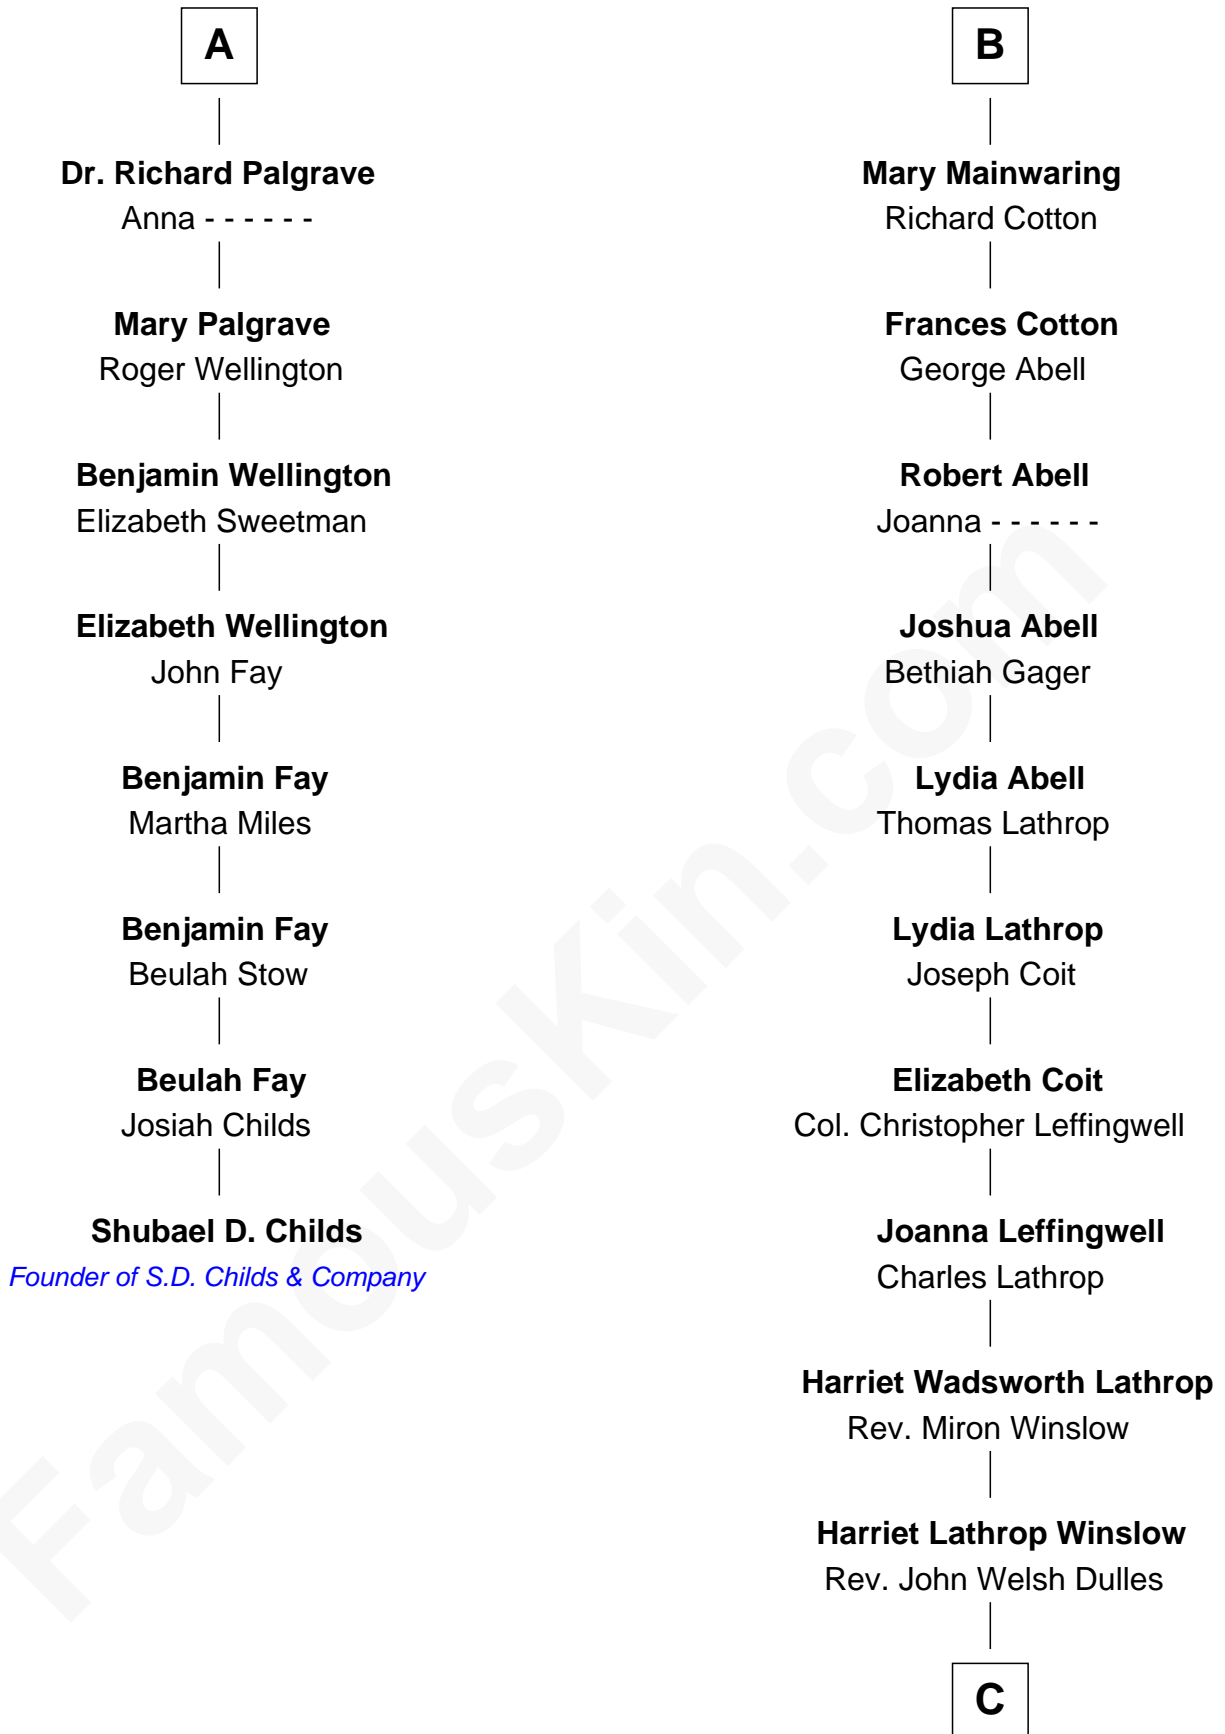 A
Dr. Richard Palgrave
Anna - - - - - -
Mary Palgrave
Roger Wellington
Benjamin Wellington
Elizabeth Sweetman
Elizabeth Wellington
John Fay
Benjamin Fay
Martha Miles
Benjamin Fay
Beulah Stow
Beulah Fay
Josiah Childs
Shubael D. Childs
Founder of S.D. Childs & Company
B
Mary Mainwaring
Richard Cotton
Frances Cotton
George Abell
Robert Abell
Joanna - - - - - -
Joshua Abell
Bethiah Gager
Lydia Abell
Thomas Lathrop
Lydia Lathrop
Joseph Coit
Elizabeth Coit
Col. Christopher Leffingwell
Joanna Leffingwell
Charles Lathrop
Harriet Wadsworth Lathrop
Rev. Miron Winslow
Harriet Lathrop Winslow
Rev. John Welsh Dulles
C
FamousKin.com